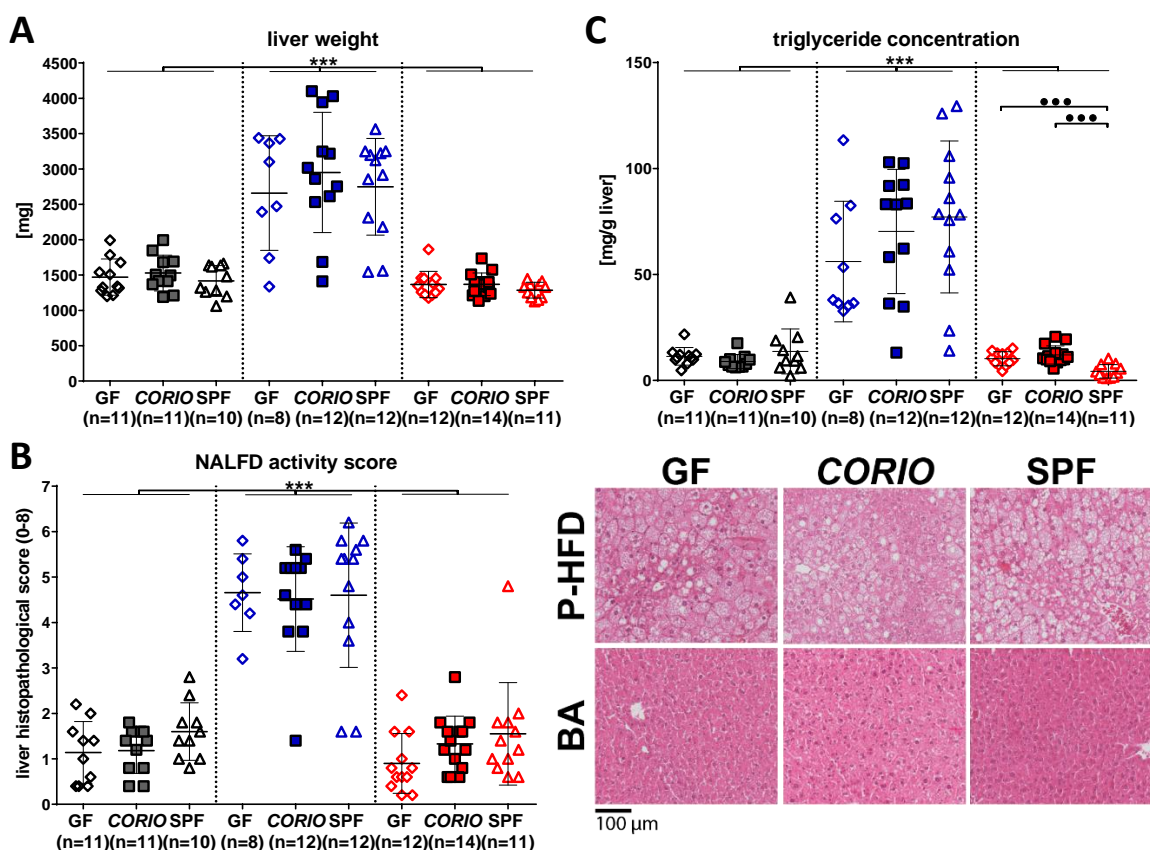 A
liver weight
***
[mg]
4500
4000
3500
3000
2500
2000
1500
1000
500
0
GF CORIO SPF GF CORIO SPF GF CORIO SPF
(n=11)(n=11)(n=10) (n=8) (n=12)(n=12)(n=12)(n=14)(n=11)
C
triglyceride concentration
***
●●●
●●●
[mg/g liver]
150
100
50
0
GF CORIO SPF GF CORIO SPF GF CORIO SPF
(n=11)(n=11)(n=10) (n=8) (n=12)(n=12)(n=12)(n=14)(n=11)
B
NALFD activity score
***
liver histopathological score (0-8)
7
6
5
4
3
2
1
0
GF CORIO SPF GF CORIO SPF GF CORIO SPF
(n=11)(n=11)(n=10) (n=8) (n=12)(n=12)(n=12)(n=14)(n=11)
GF CORIO SPF
P-HFD
BA
100 µm